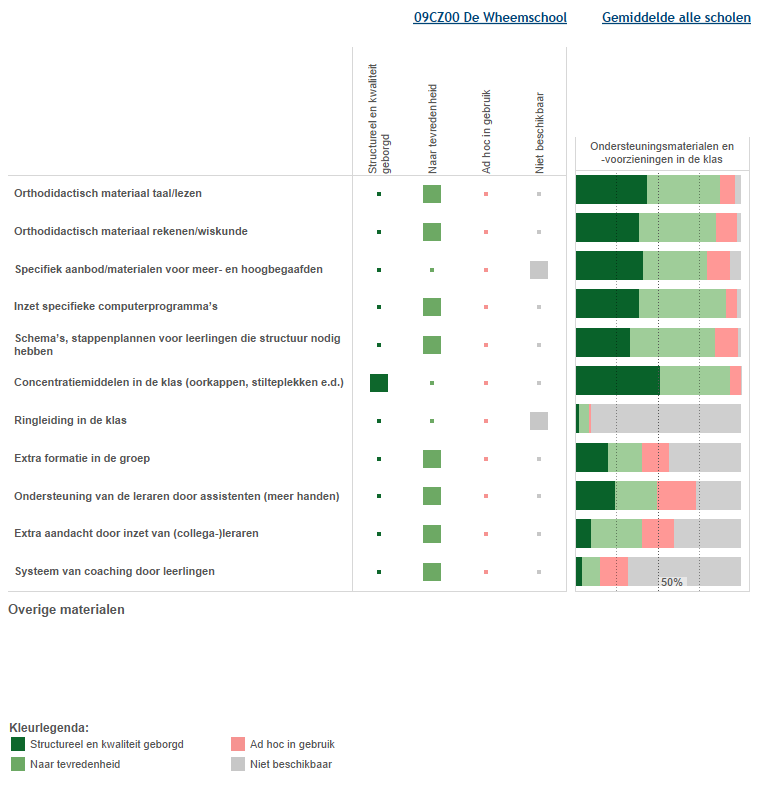 09CZ00 De Wheemschool
Gemiddelde alle scholen
Structureel en kwaliteit
geborgd
Naar tevredenheid
Ad hoc in gebruik
Niet beschikbaar
Ondersteuningsmaterialen en
-voorzieningen in de klas
Orthodidactisch materiaal taal/lezen
Orthodidactisch materiaal rekenen/wiskunde
Specifiek aanbod/materialen voor meer- en hoogbegaafden
Inzet specifieke computerprogramma's
Schema's, stappenplannen voor leerlingen die structuur nodig
hebben
Concentratiemiddelen in de klas (oorkappen, stilteplekken e.d.)
Ringleiding in de klas
Extra formatie in de groep
Ondersteuning van de leraren door assistenten (meer handen)
Extra aandacht door inzet van (collega-)leraren
Systeem van coaching door leerlingen
50%
Overige materialen
Kleurlegenda:
Structureel en kwaliteit geborgd
Ad hoc in gebruik
Naar tevredenheid
Niet beschikbaar